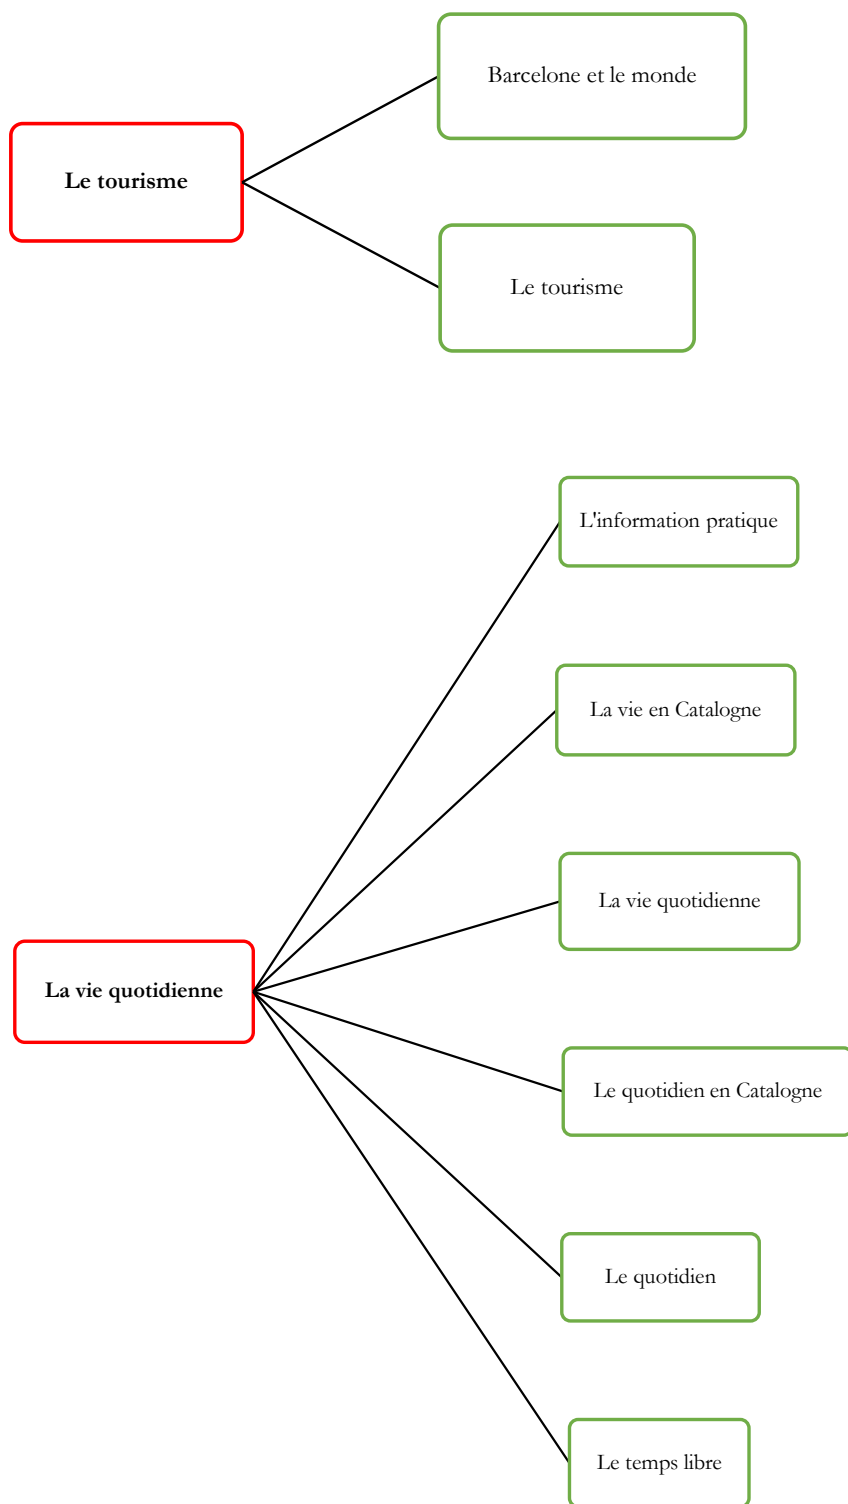 Barcelone et le monde
Le tourisme
Le tourisme
L'information pratique
La vie en Catalogne
La vie quotidienne
La vie quotidienne
Le quotidien en Catalogne
Le quotidien
Le temps libre